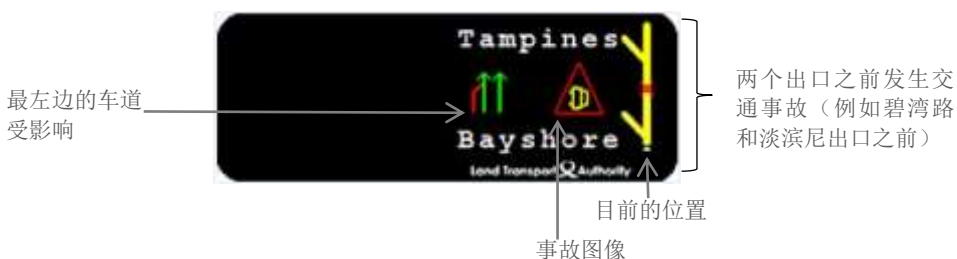 Tampines
最左边的车道
受影响
Bayshore
Land Transport Authority
两个出口之前发生交
通事故（例如碧湾路
和淡滨尼出口之前）
目前的位置
事故图像